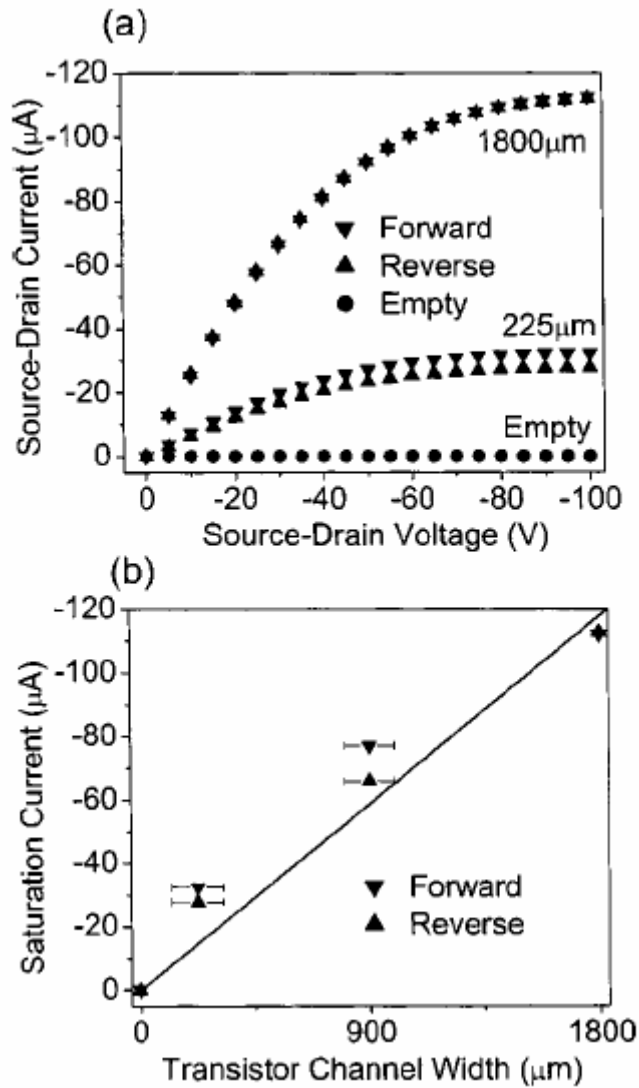 (a)
-120
-100
-80
-60
-40
-20
0
Source-Drain Current (μA)
1800μm
Forward
Reverse
Empty
225μm
Empty
0 -20 -40 -60 -80 -100
Source-Drain Voltage (V)
(b)
-120
-100
-80
-60
-40
-20
0
Saturation Current (μA)
Forward
Reverse
0 900 1800
Transistor Channel Width (μm)